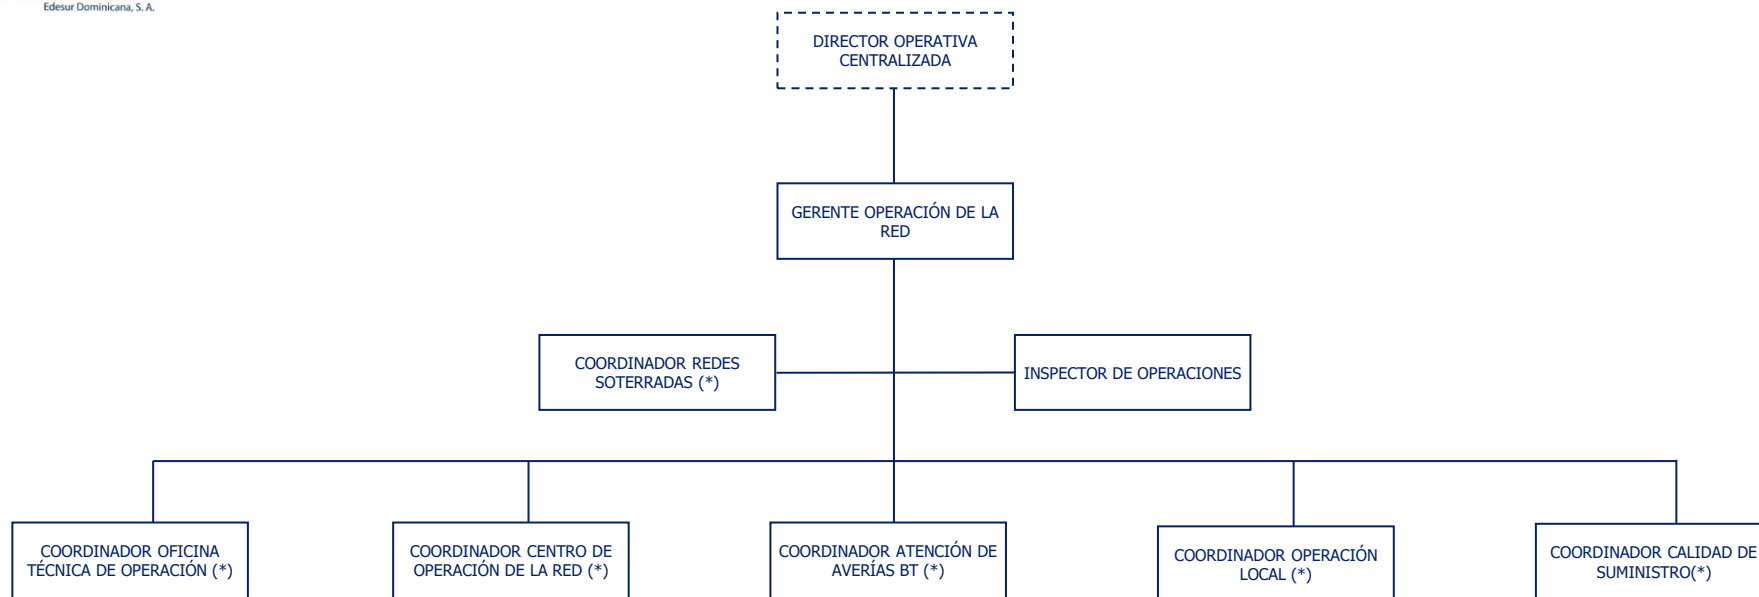 Edesur Dominicana, S. A.
DIRECTOR OPERATIVA
CENTRALIZADA
GERENTE OPERACIÓN DE LA
RED
COORDINADOR REDES
SOTERRADAS (*)
INSPECTOR DE OPERACIONES
COORDINADOR OFICINA
TÉCNICA DE OPERACIÓN (*)
COORDINADOR CENTRO DE
OPERACIÓN DE LA RED (*)
COORDINADOR ATENCIÓN DE
AVERÍAS BT (*)
COORDINADOR OPERACIÓN
LOCAL (*)
COORDINADOR CALIDAD DE
SUMINISTRO(*)